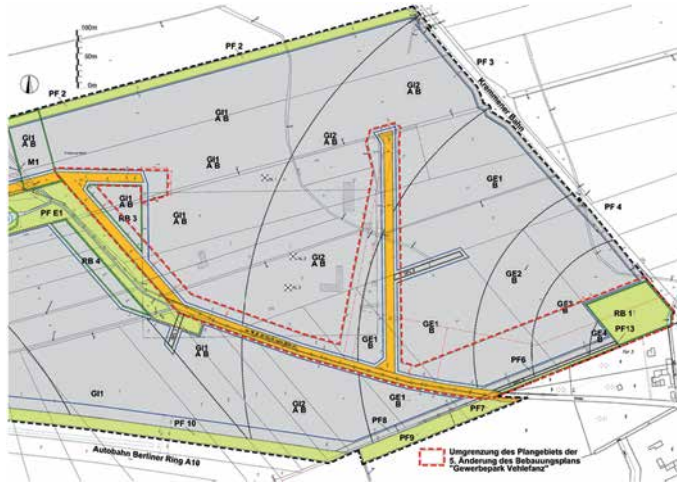 100m
50m
0m
PF 2
PF 2
PF 3
Kremmener Bahn
GI2
A B
GI1
A B
GI1
A B
GI2
A B
M1
GI1
A B
GE1
B
PF 4
GI1
A B
RB 3
GI1
A B
PF E1
RB 4
GI2
A B
GE2
B
GE3
B
RB 1
PF13
GE4
B
GE1
B
GE1
B
GI1
A B
PF6
GI1
GI2
A B
GE1
B
PF 10
PF8
PF7
PF9
Autobahn Berliner Ring A10
Umgrenzung des Plangebiets der
5. Änderung des Bebauungsplans
"Gewerbepark Vehlefanz"